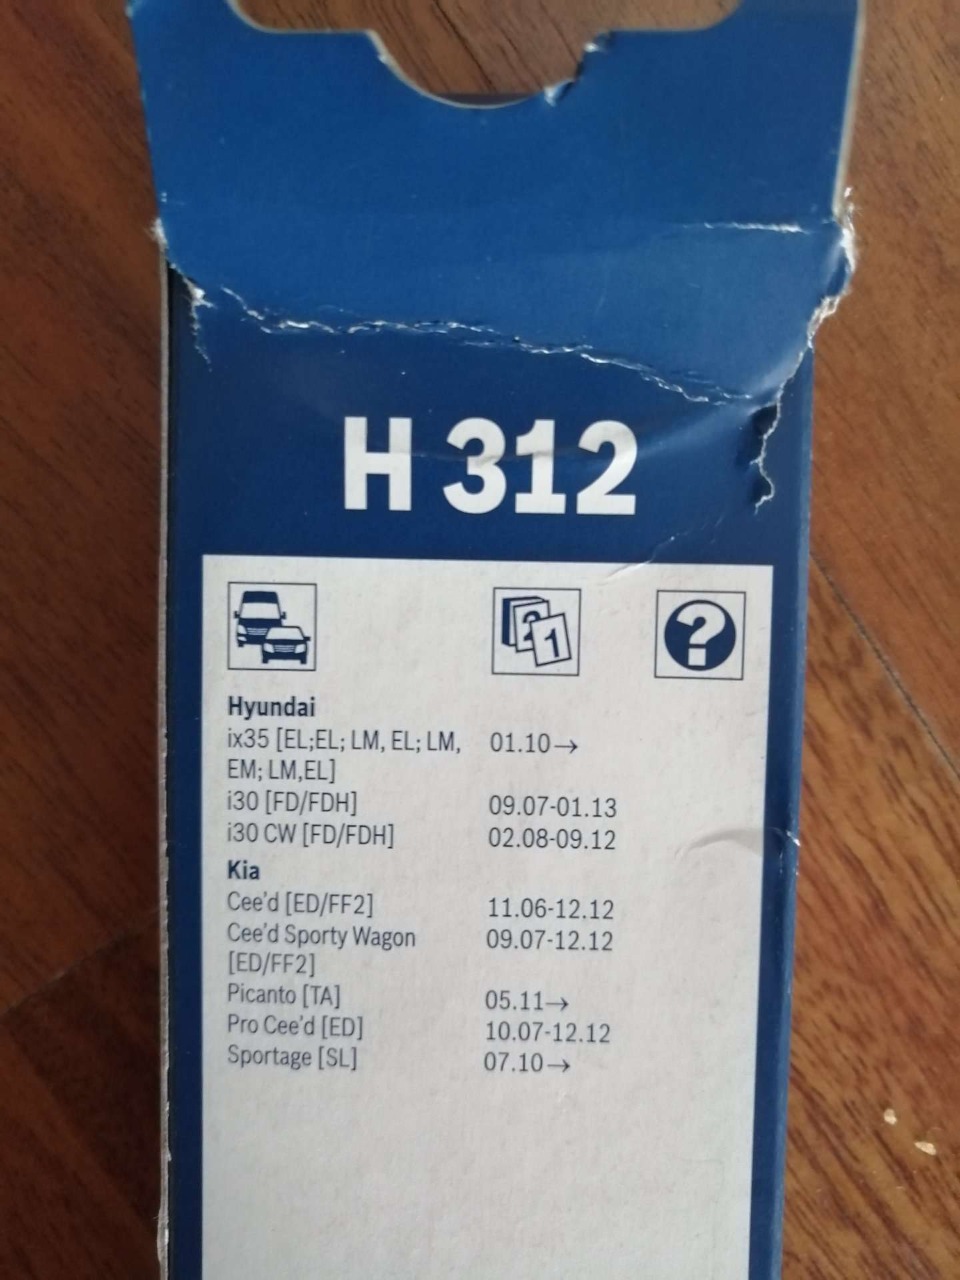 H 312
2 1
?
Hyundai
ix35 [EL;EL; LM, EL; LM, 01.10→
EM; LM,EL]
i30 [FD/FDH] 09.07-01.13
i30 CW [FD/FDH] 02.08-09.12
Kia
Cee'd [ED/FF2] 11.06-12.12
Cee'd Sporty Wagon 09.07-12.12
[ED/FF2]
Picanto [TA] 05.11→
Pro Cee'd [ED] 10.07-12.12
Sportage [SL] 07.10→